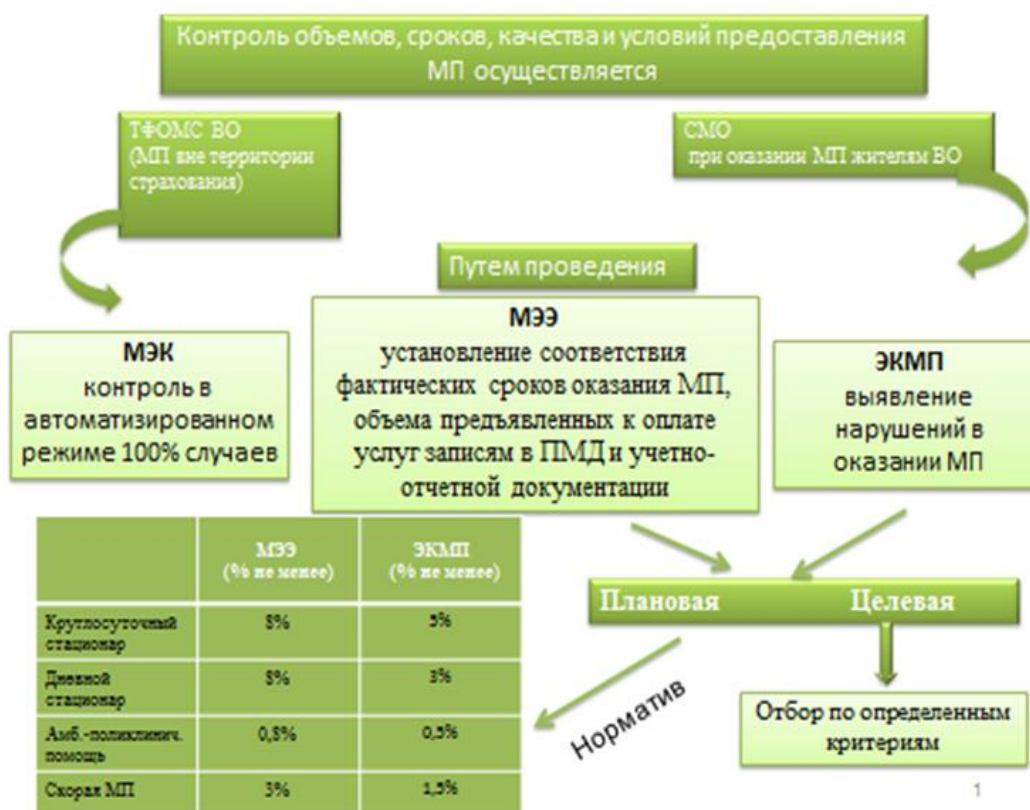 Контроль объемов, сроков, качества и условий предоставления
МП осуществляется
ТФОМС ВО
(МП вне территории
страхования)
СМО
при оказании МП жителям ВО
Путем проведения
МЭК
контроль в
автоматизированном
режиме 100% случаев
МЭЭ
установление соответствия
фактических сроков оказания МП,
объема предъявленных к оплате
услуг записям в ПМД и учетно-
отчетной документации
ЭКМП
выявление
нарушений в
оказании МП
МЭЭ
(% не менее)
ЭКМП
(% не менее)
Круглосуточный
стационар
8%
5%
Дневной
стационар
8%
3%
Амб.-поликлинич.
помощь
0,8%
0,5%
Скорая МП
3%
1,5%
Плановая
Целевая
Норматив
Отбор по определенным
критериям
1